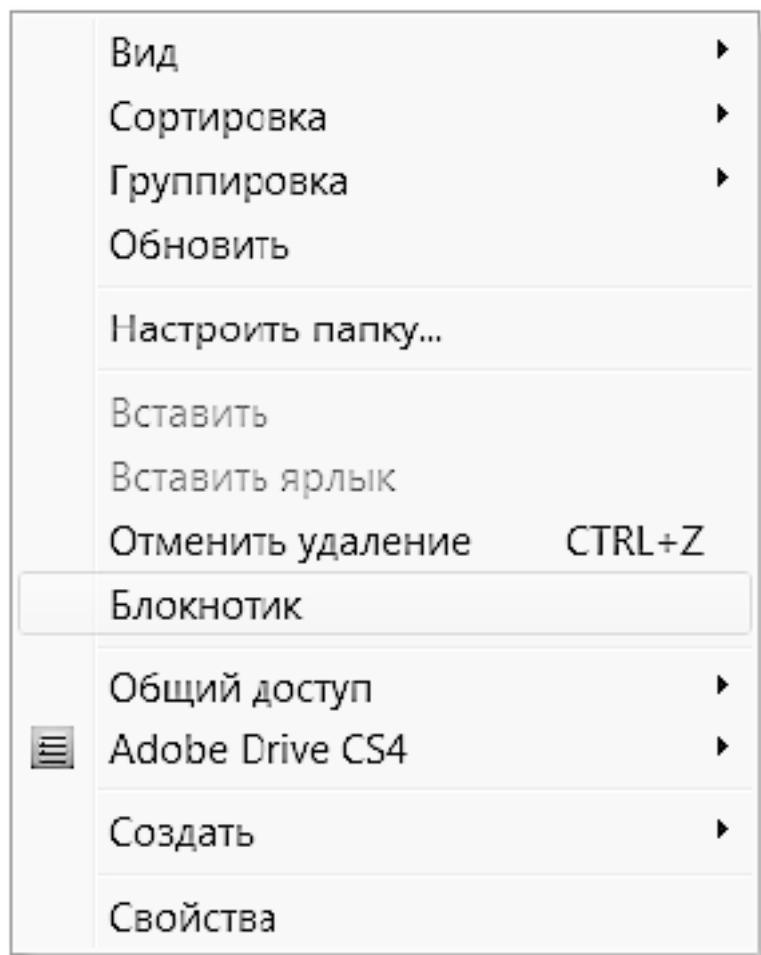 Вид
Сортировка
Группировка
Обновить
Настроить папку...
Вставить
Вставить ярлык
Отменить удаление CTRL+Z
Блокнотик
Общий доступ
Adobe Drive CS4
Создать
Свойства